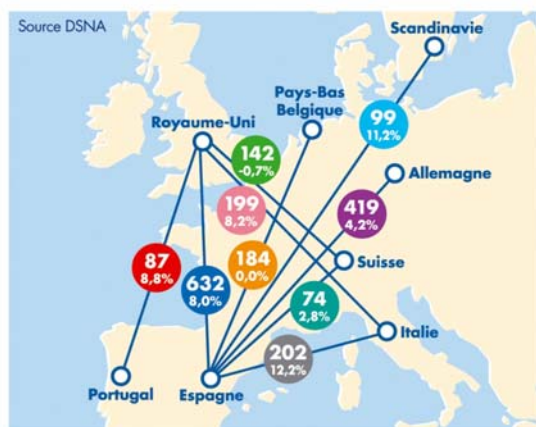 Source DSNA
Scandinavie
Pays-Bas
Belgique
Royaume-Uni
99
11,2%
142
-0,7%
Allemagne
199
8,2%
419
4,2%
184
0,0%
87
8,8%
Suisse
632
8,0%
74
2,8%
Italie
202
12,2%
Portugal
Espagne